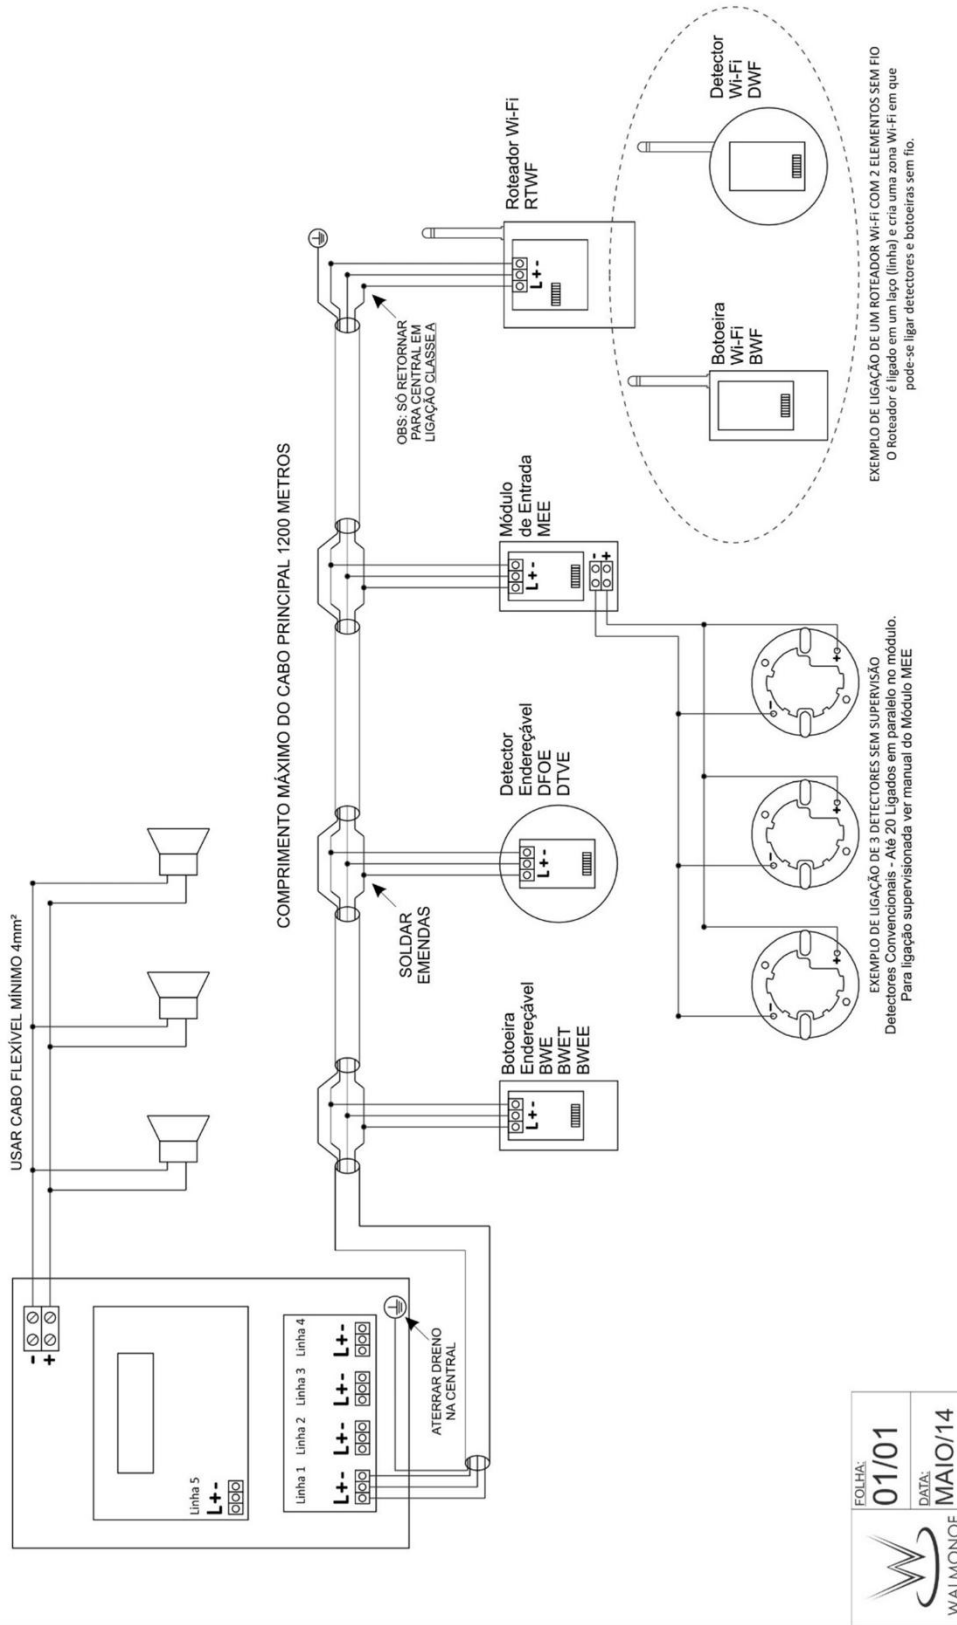 USAR CABO FLEXÍVEL MÍNIMO 4mm²
-
+
Linha 5
L+-
Linha 1
Linha 2
Linha 3
Linha 4
L+-
L+-
L+-
L+-
ATERRAR DRENO
NA CENTRAL
COMPRIMENTO MÁXIMO DO CABO PRINCIPAL 1200 METROS
SOLDAR
EMENDAS
OBS: SÓ RETORNAR
PARA CENTRAL EM
LIGAÇÃO CLASSE A
Botoeira
Endereçável
BWE
BWET
BWEE
L+-
Detector
Endereçável
DFOE
DTVE
L+-
Módulo
de Entrada
MEE
L+-
-
+
Roteador Wi-Fi
RTWF
L+-
Botoeira
Wi-Fi
BWF
Detector
Wi-Fi
DWF
-
+
-
+
-
+
EXEMPLO DE LIGAÇÃO DE 3 DETECTORES SEM SUPERVISÃO
Detectores Convencionais - Até 20 Ligados em paralelo no módulo.
Para ligação supervisionada ver manual do Módulo MEE
EXEMPLO DE LIGAÇÃO DE UM ROTEADOR Wi-Fi COM 2 ELEMENTOS SEM FIO
O Roteador é ligado em um laço (linha) e cria uma zona Wi-Fi em que
pode-se ligar detectores e botoeiras sem fio.
WALMONOF
FOLHA:
01/01
DATA:
MAIO/14